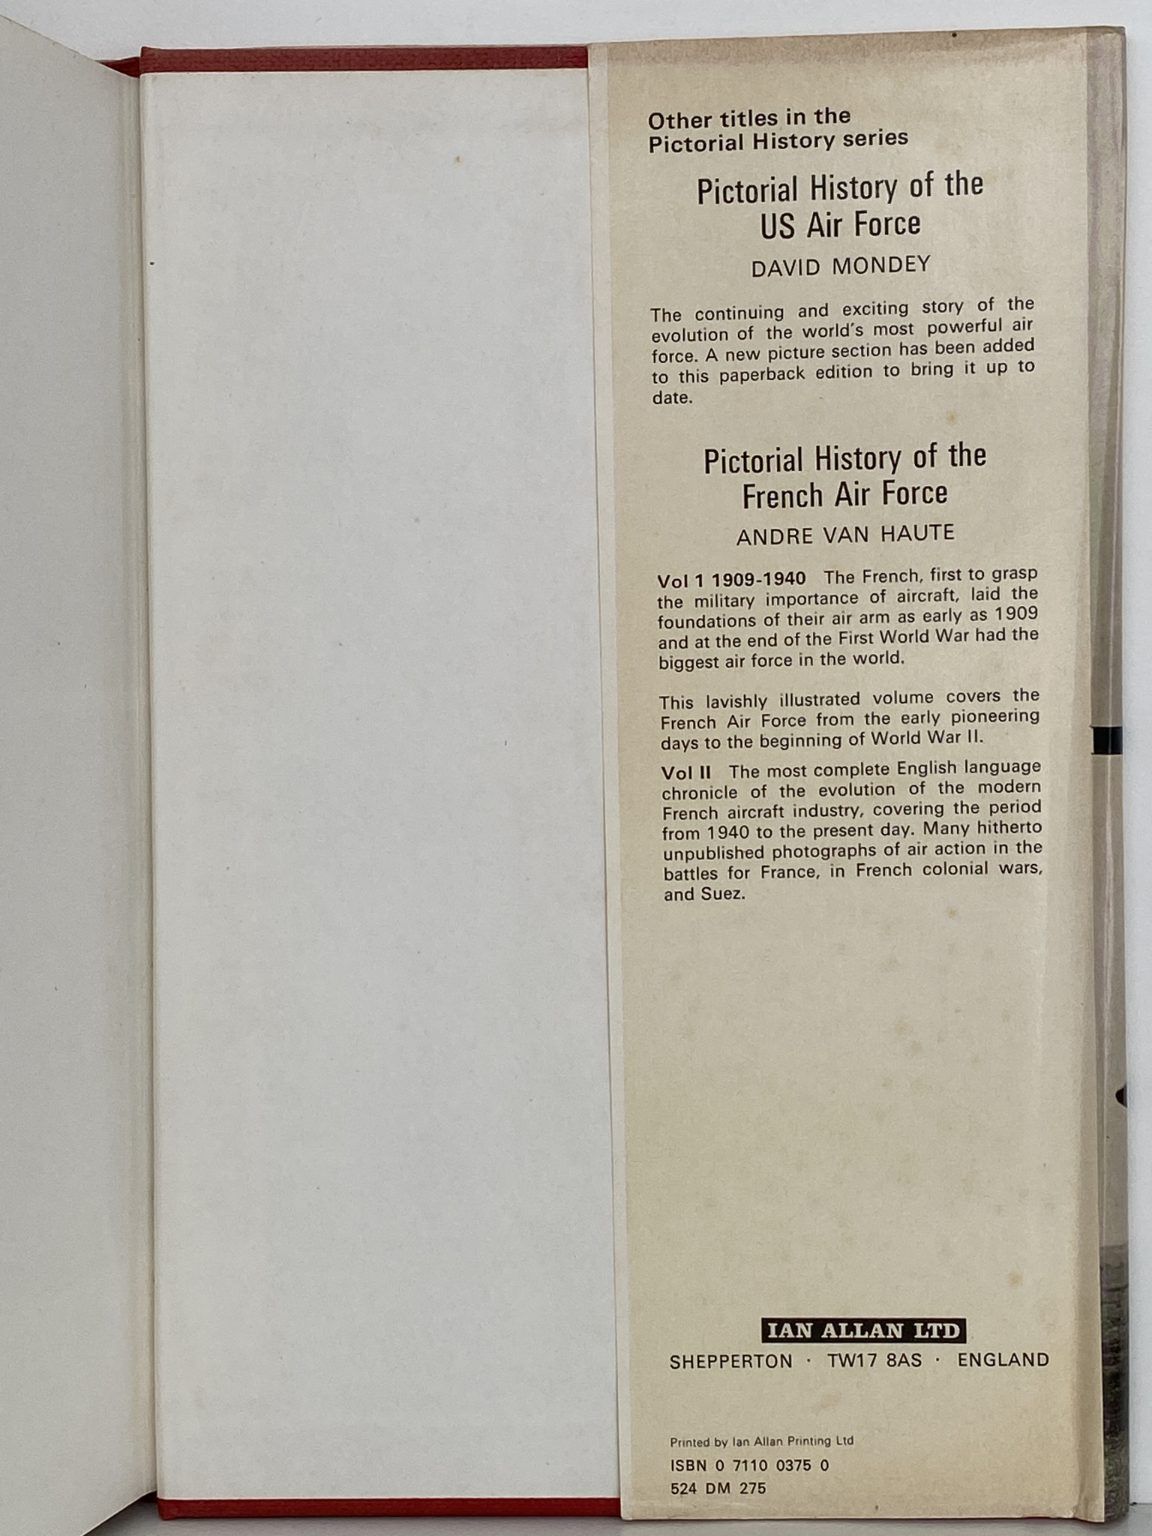 Other titles in the
Pictorial History series
Pictorial History of the
US Air Force
DAVID MONDEY
The continuing and exciting story of the
evolution of the world's most powerful air
force. A new picture section has been added
to this paperback edition to bring it up to
date.
Pictorial History of the
French Air Force
ANDRE VAN HAUTE
Vol 1 1909-1940 The French, first to grasp
the military importance of aircraft, laid the
foundations of their air arm as early as 1909
and at the end of the First World War had the
biggest air force in the world.
This lavishly illustrated volume covers the
French Air Force from the early pioneering
days to the beginning of World War II.
Vol II The most complete English language
chronicle of the evolution of the modern
French aircraft industry, covering the period
from 1940 to the present day. Many hitherto
unpublished photographs of air action in the
battles for France, in French colonial wars,
and Suez.
IAN ALLAN LTD
SHEPPERTON · TW17 8AS · ENGLAND
Printed by Ian Allan Printing Ltd
ISBN 0 7110 0375 0
524 DM 275